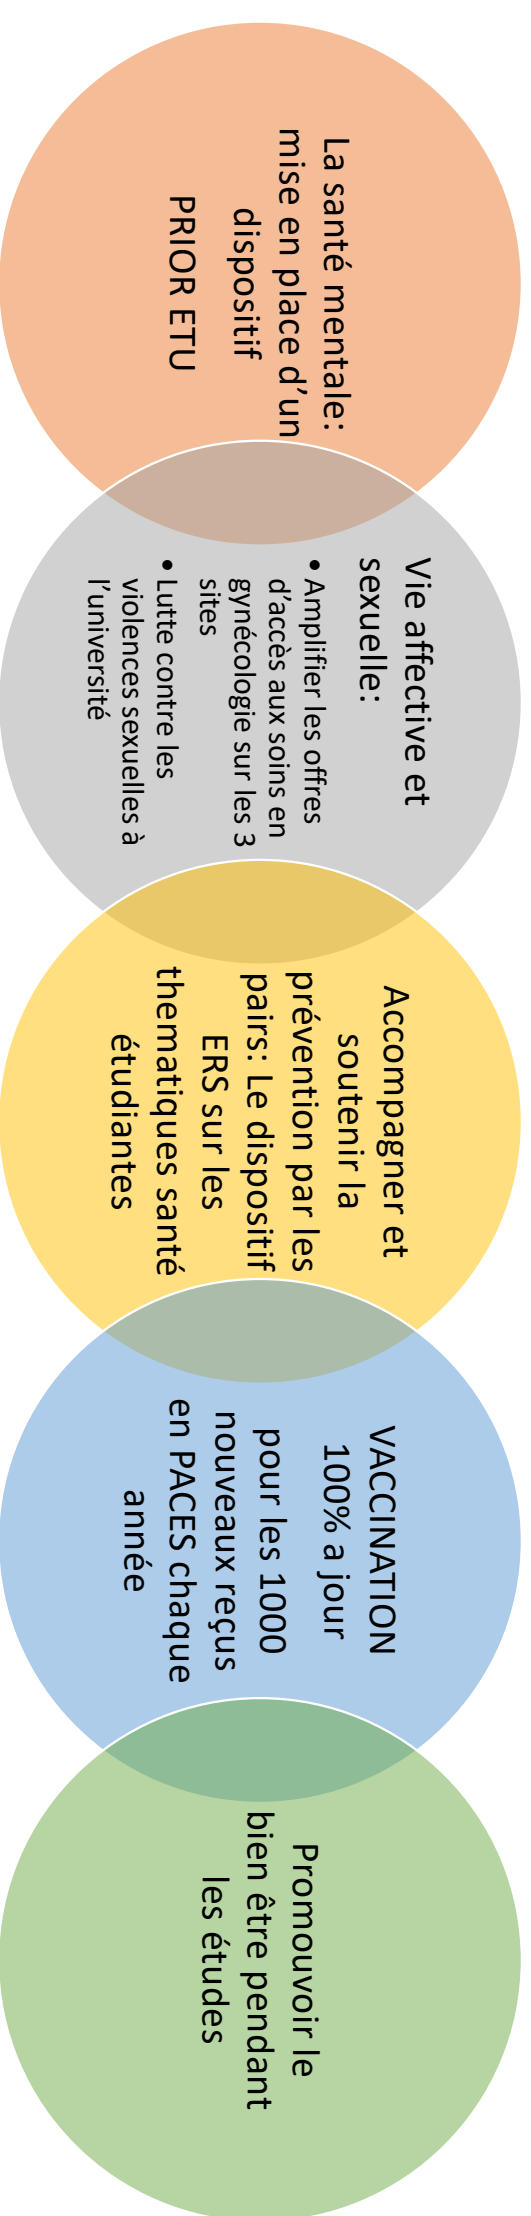 La santé mentale:
mise en place d'un
dispositif
PRIOR ETU
Vie affective et
sexuelle:
• Amplifier les offres
d'accès aux soins en
gynécologie sur les 3
sites
• Lutte contre les
violences sexuelles à
l'université
Accompagner et
soutenir la
prévention par les
pairs: Le dispositif
ERS sur les
thematiques santé
étudiantes
VACCINATION
100% a jour
pour les 1000
nouveaux reçus
en PACES chaque
année
Promouvoir le
bien être pendant
les études